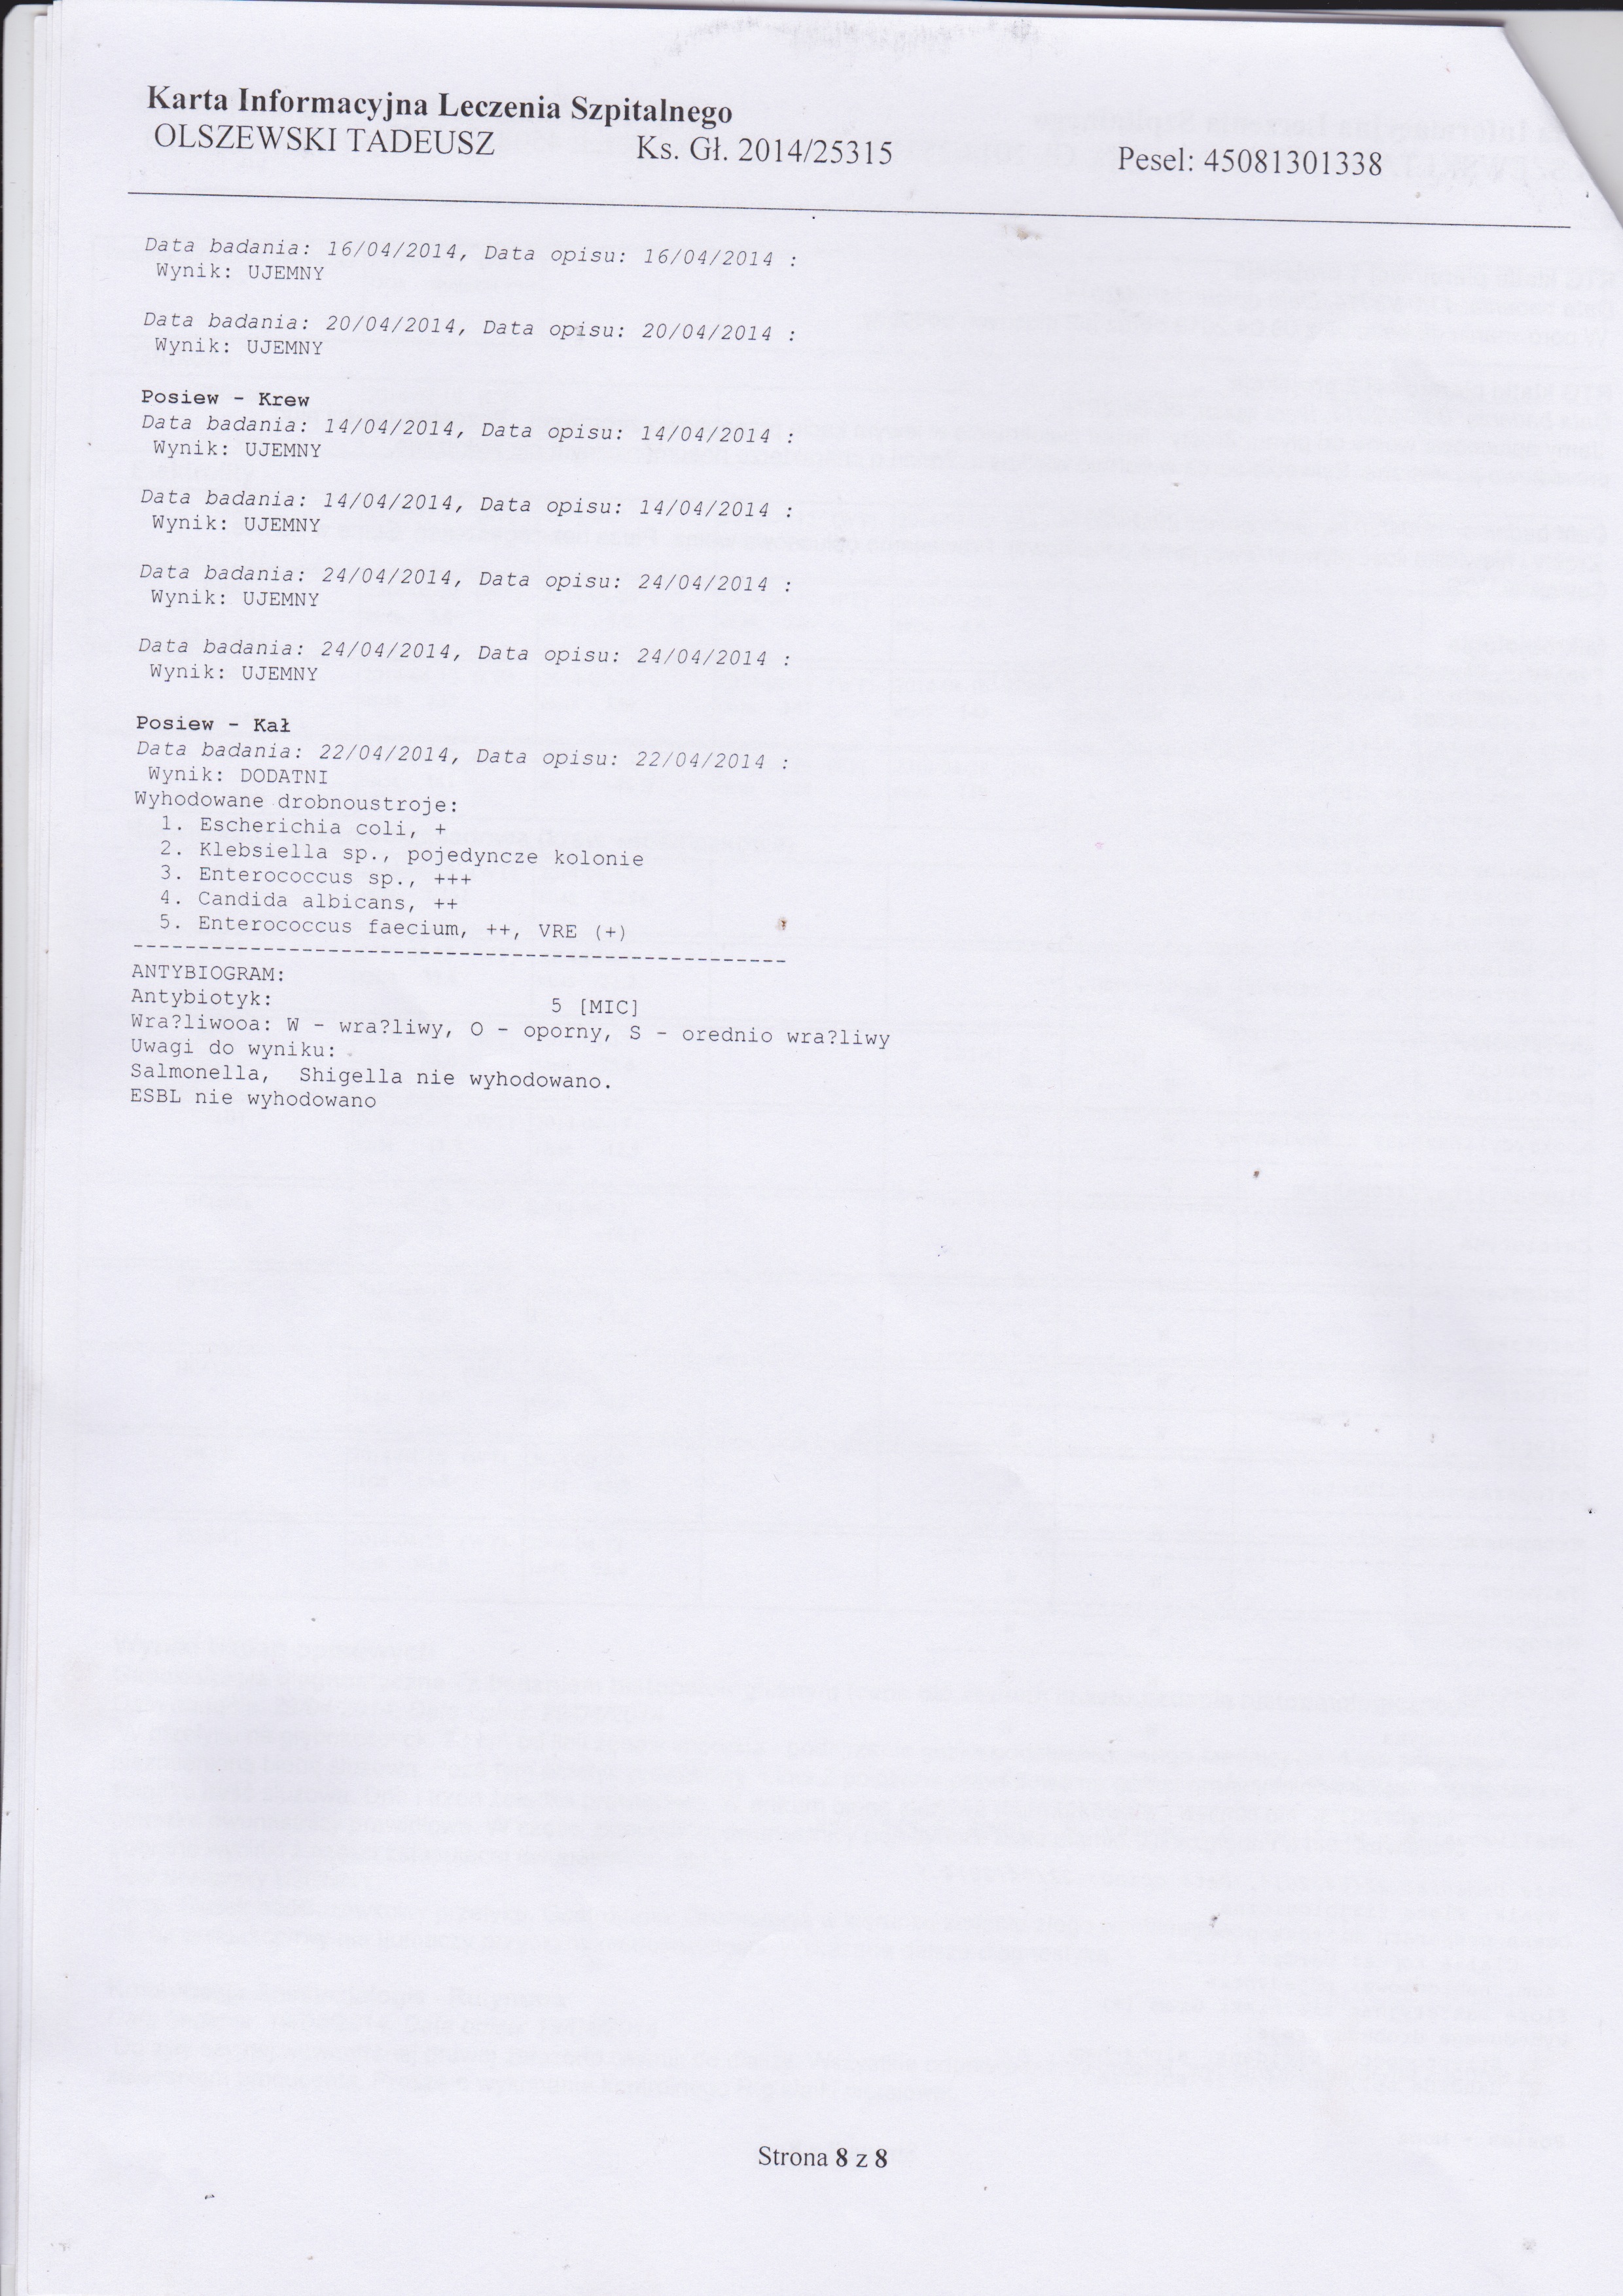 Karta Informacyjna Leczenia Szpitalnego
OLSZEWSKI TADEUSZ Ks. Gł. 2014/25315 Pesel: 45081301338
Data badania: 16/04/2014, Data opisu: 16/04/2014 :
Wynik: UJEMNY
Data badania: 20/04/2014, Data opisu: 20/04/2014 :
Wynik: UJEMNY
Posiew - Krew
Data badania: 14/04/2014, Data opisu: 14/04/2014 :
Wynik: UJEMNY
Data badania: 14/04/2014, Data opisu: 14/04/2014 :
Wynik: UJEMNY
Data badania: 24/04/2014, Data opisu: 24/04/2014 :
Wynik: UJEMNY
Data badania: 24/04/2014, Data opisu: 24/04/2014 :
Wynik: UJEMNY
Posiew - Kał
Data badania: 22/04/2014, Data opisu: 22/04/2014 :
Wynik: DODATNI
Wyhodowane drobnoustroje:
1. Escherichia coli, +
2. Klebsiella sp., pojedyncze kolonie
3. Enterococcus sp., +++
4. Candida albicans, ++
5. Enterococcus faecium, ++, VRE (+)
--------------------------------------------------
ANTYBIOGRAM:
Antybiotyk: 5 [MIC]
Wra?liwooa: W - wra?liwy, O - oporny, S - orednio wra?liwy
Uwagi do wyniku:
Salmonella, Shigella nie wyhodowano.
ESBL nie wyhodowano
Strona 8 z 8